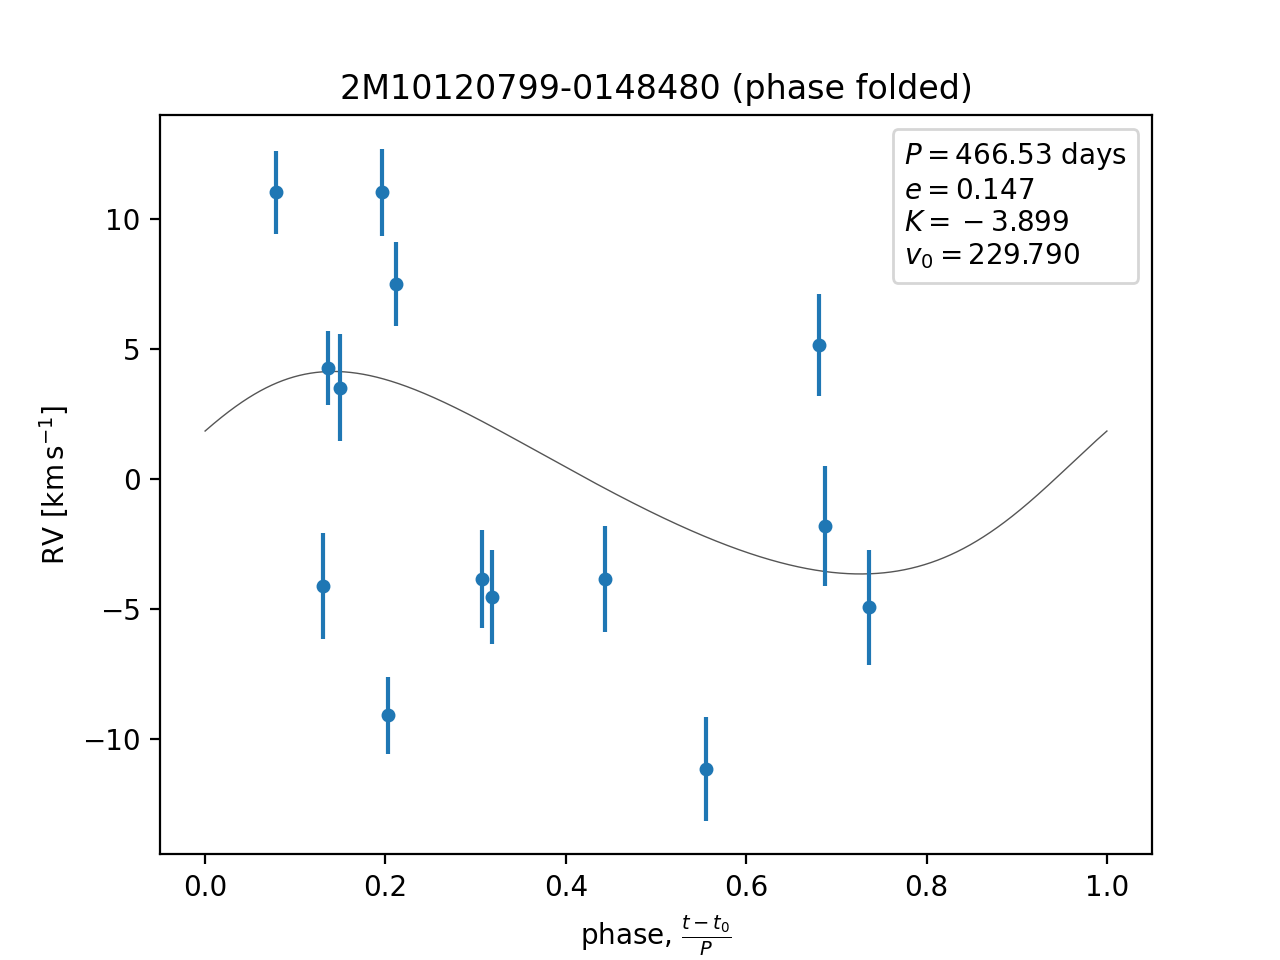 2M10120799-0148480 (phase folded)
P = 466.53 days
e = 0.147
K = −3.899
v₀ = 229.790
10
5
0
−5
−10
RV [km s⁻¹]
0.0 0.2 0.4 0.6 0.8 1.0
phase, (t − t₀)/P